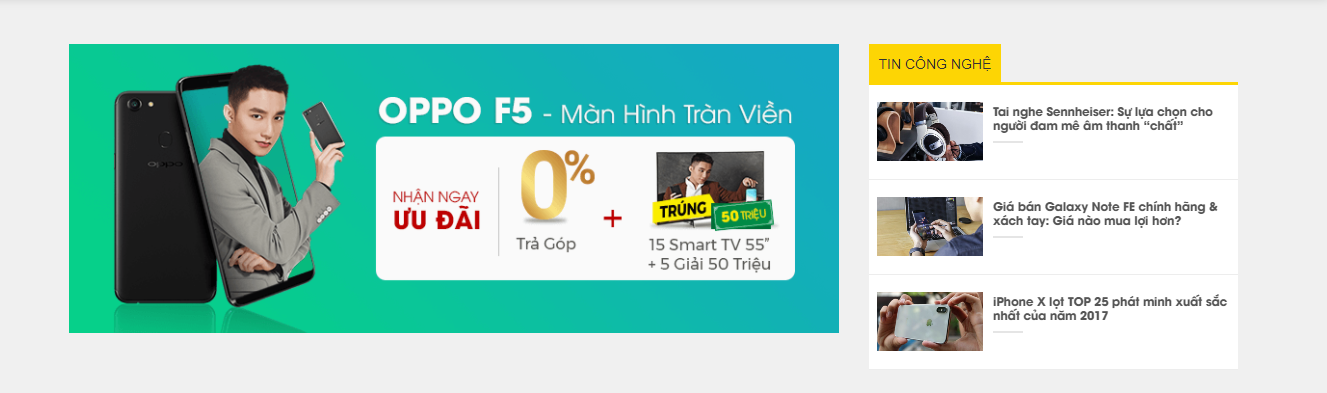 OPPO F5 - Màn Hình Tràn Viền
oppo
NHẬN NGAY
ƯU ĐÃI
0%
Trả Góp
+
TRÚNG
50 TRIỆU
15 Smart TV 55”
+ 5 Giải 50 Triệu
TIN CÔNG NGHỆ
Tai nghe Sennheiser: Sự lựa chọn cho
người đam mê âm thanh “chất”
Giá bán Galaxy Note FE chính hãng &
xách tay: Giá nào mua lợi hơn?
iPhone X lọt TOP 25 phát minh xuất sắc
nhất của năm 2017